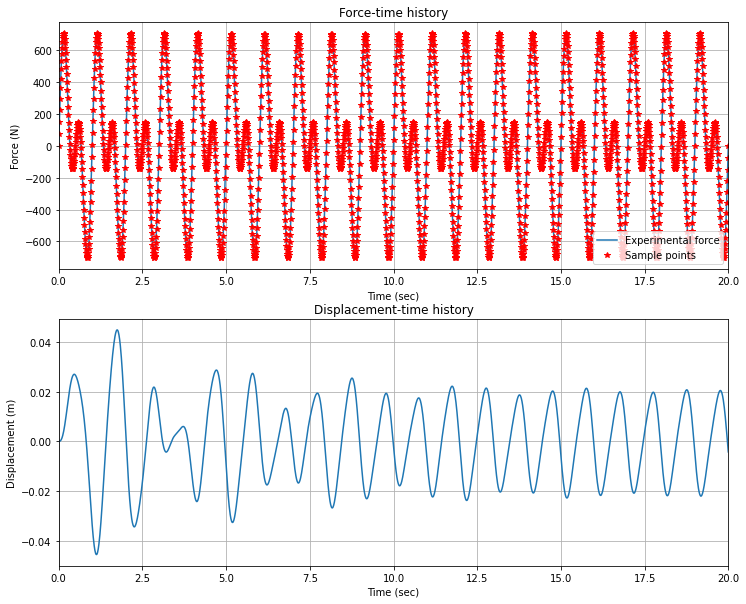 Force-time history
600
400
200
0
−200
−400
−600
Force (N)
Experimental force
Sample points
0.0 2.5 5.0 7.5 10.0 12.5 15.0 17.5 20.0
Time (sec)
Displacement-time history
0.04
0.02
0.00
−0.02
−0.04
Displacement (m)
0.0 2.5 5.0 7.5 10.0 12.5 15.0 17.5 20.0
Time (sec)